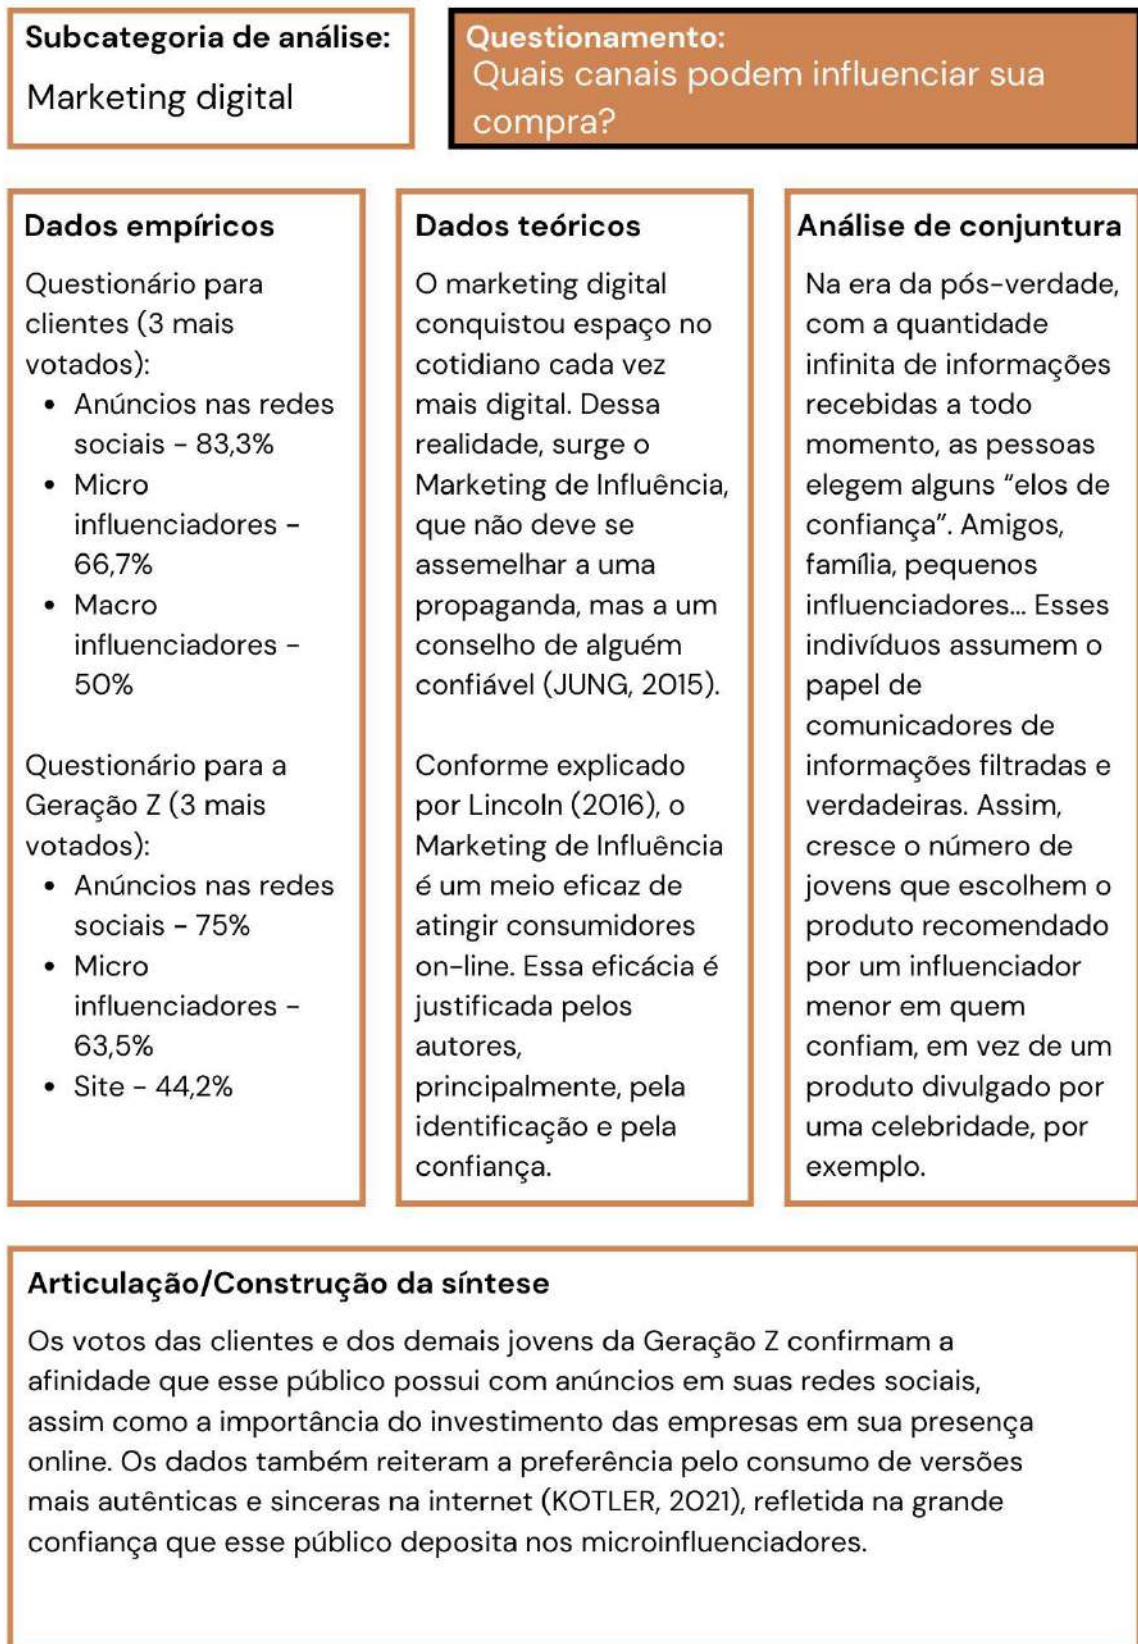 Subcategoria de análise:
Marketing digital
Questionamento:
Quais canais podem influenciar sua
compra?
Dados empíricos
Questionário para
clientes (3 mais
votados):
• Anúncios nas redes
sociais - 83,3%
• Micro
influenciadores -
66,7%
• Macro
influenciadores -
50%
Questionário para a
Geração Z (3 mais
votados):
• Anúncios nas redes
sociais - 75%
• Micro
influenciadores -
63,5%
• Site - 44,2%
Dados teóricos
O marketing digital
conquistou espaço no
cotidiano cada vez
mais digital. Dessa
realidade, surge o
Marketing de Influência,
que não deve se
assemelhar a uma
propaganda, mas a um
conselho de alguém
confiável (JUNG, 2015).
Conforme explicado
por Lincoln (2016), o
Marketing de Influência
é um meio eficaz de
atingir consumidores
on-line. Essa eficácia é
justificada pelos
autores,
principalmente, pela
identificação e pela
confiança.
Análise de conjuntura
Na era da pós-verdade,
com a quantidade
infinita de informações
recebidas a todo
momento, as pessoas
elegem alguns “elos de
confiança”. Amigos,
família, pequenos
influenciadores... Esses
indivíduos assumem o
papel de
comunicadores de
informações filtradas e
verdadeiras. Assim,
cresce o número de
jovens que escolhem o
produto recomendado
por um influenciador
menor em quem
confiam, em vez de um
produto divulgado por
uma celebridade, por
exemplo.
Articulação/Construção da síntese
Os votos das clientes e dos demais jovens da Geração Z confirmam a
afinidade que esse público possui com anúncios em suas redes sociais,
assim como a importância do investimento das empresas em sua presença
online. Os dados também reiteram a preferência pelo consumo de versões
mais autênticas e sinceras na internet (KOTLER, 2021), refletida na grande
confiança que esse público deposita nos microinfluenciadores.